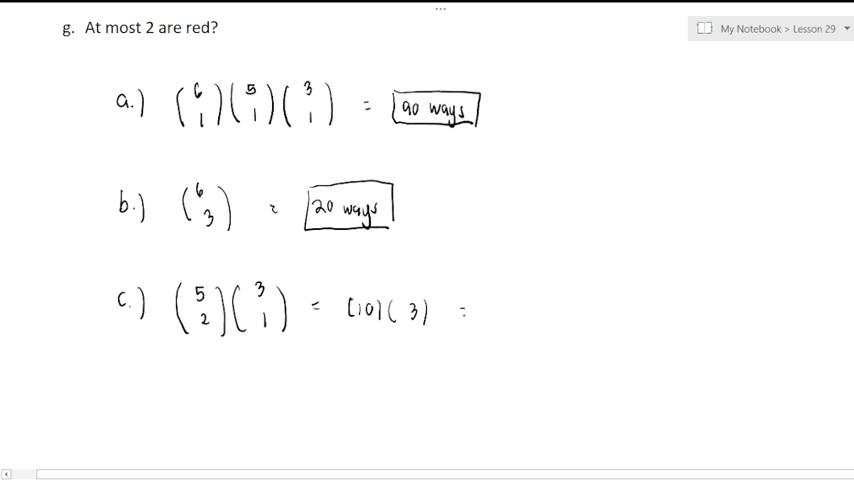 g. At most 2 are red?
My Notebook > Lesson 29
a.) (6 1)(5 1)(3 1) = 90 ways
b.) (6 3) = 20 ways
c.) (5 2)(3 1) = (10)(3) =